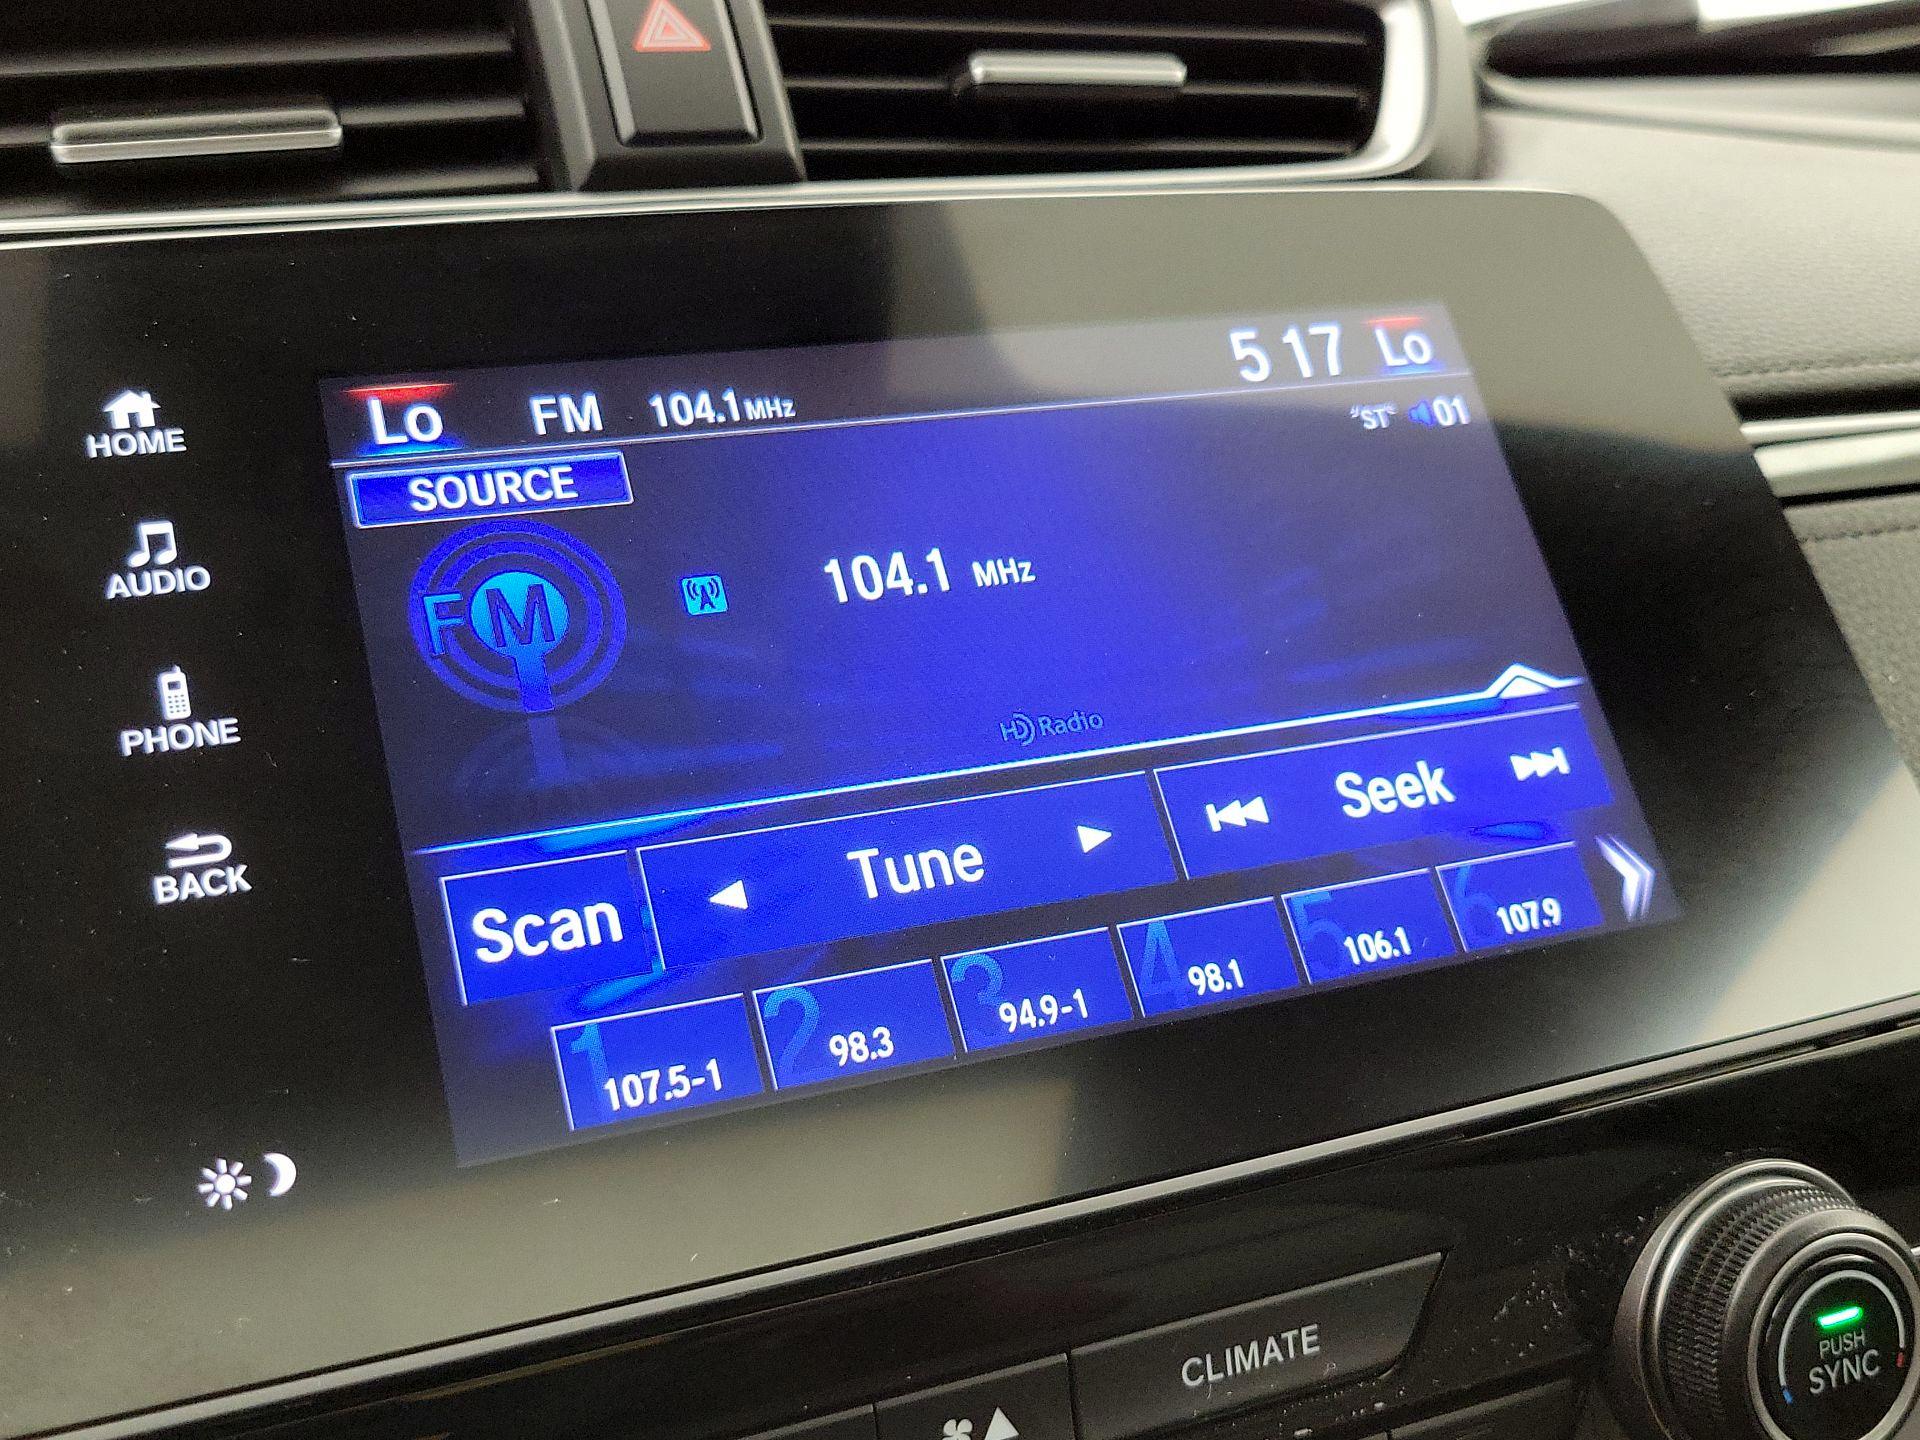 Lo FM 104.1 MHz 5 17 Lo
ST 01
SOURCE
HOME
AUDIO
PHONE
BACK
FM
104.1 MHz
HD Radio
Scan Tune Seek
1 107.5-1
2 98.3
3 94.9-1
4 98.1
5 106.1
6 107.9
CLIMATE
PUSH
SYNC